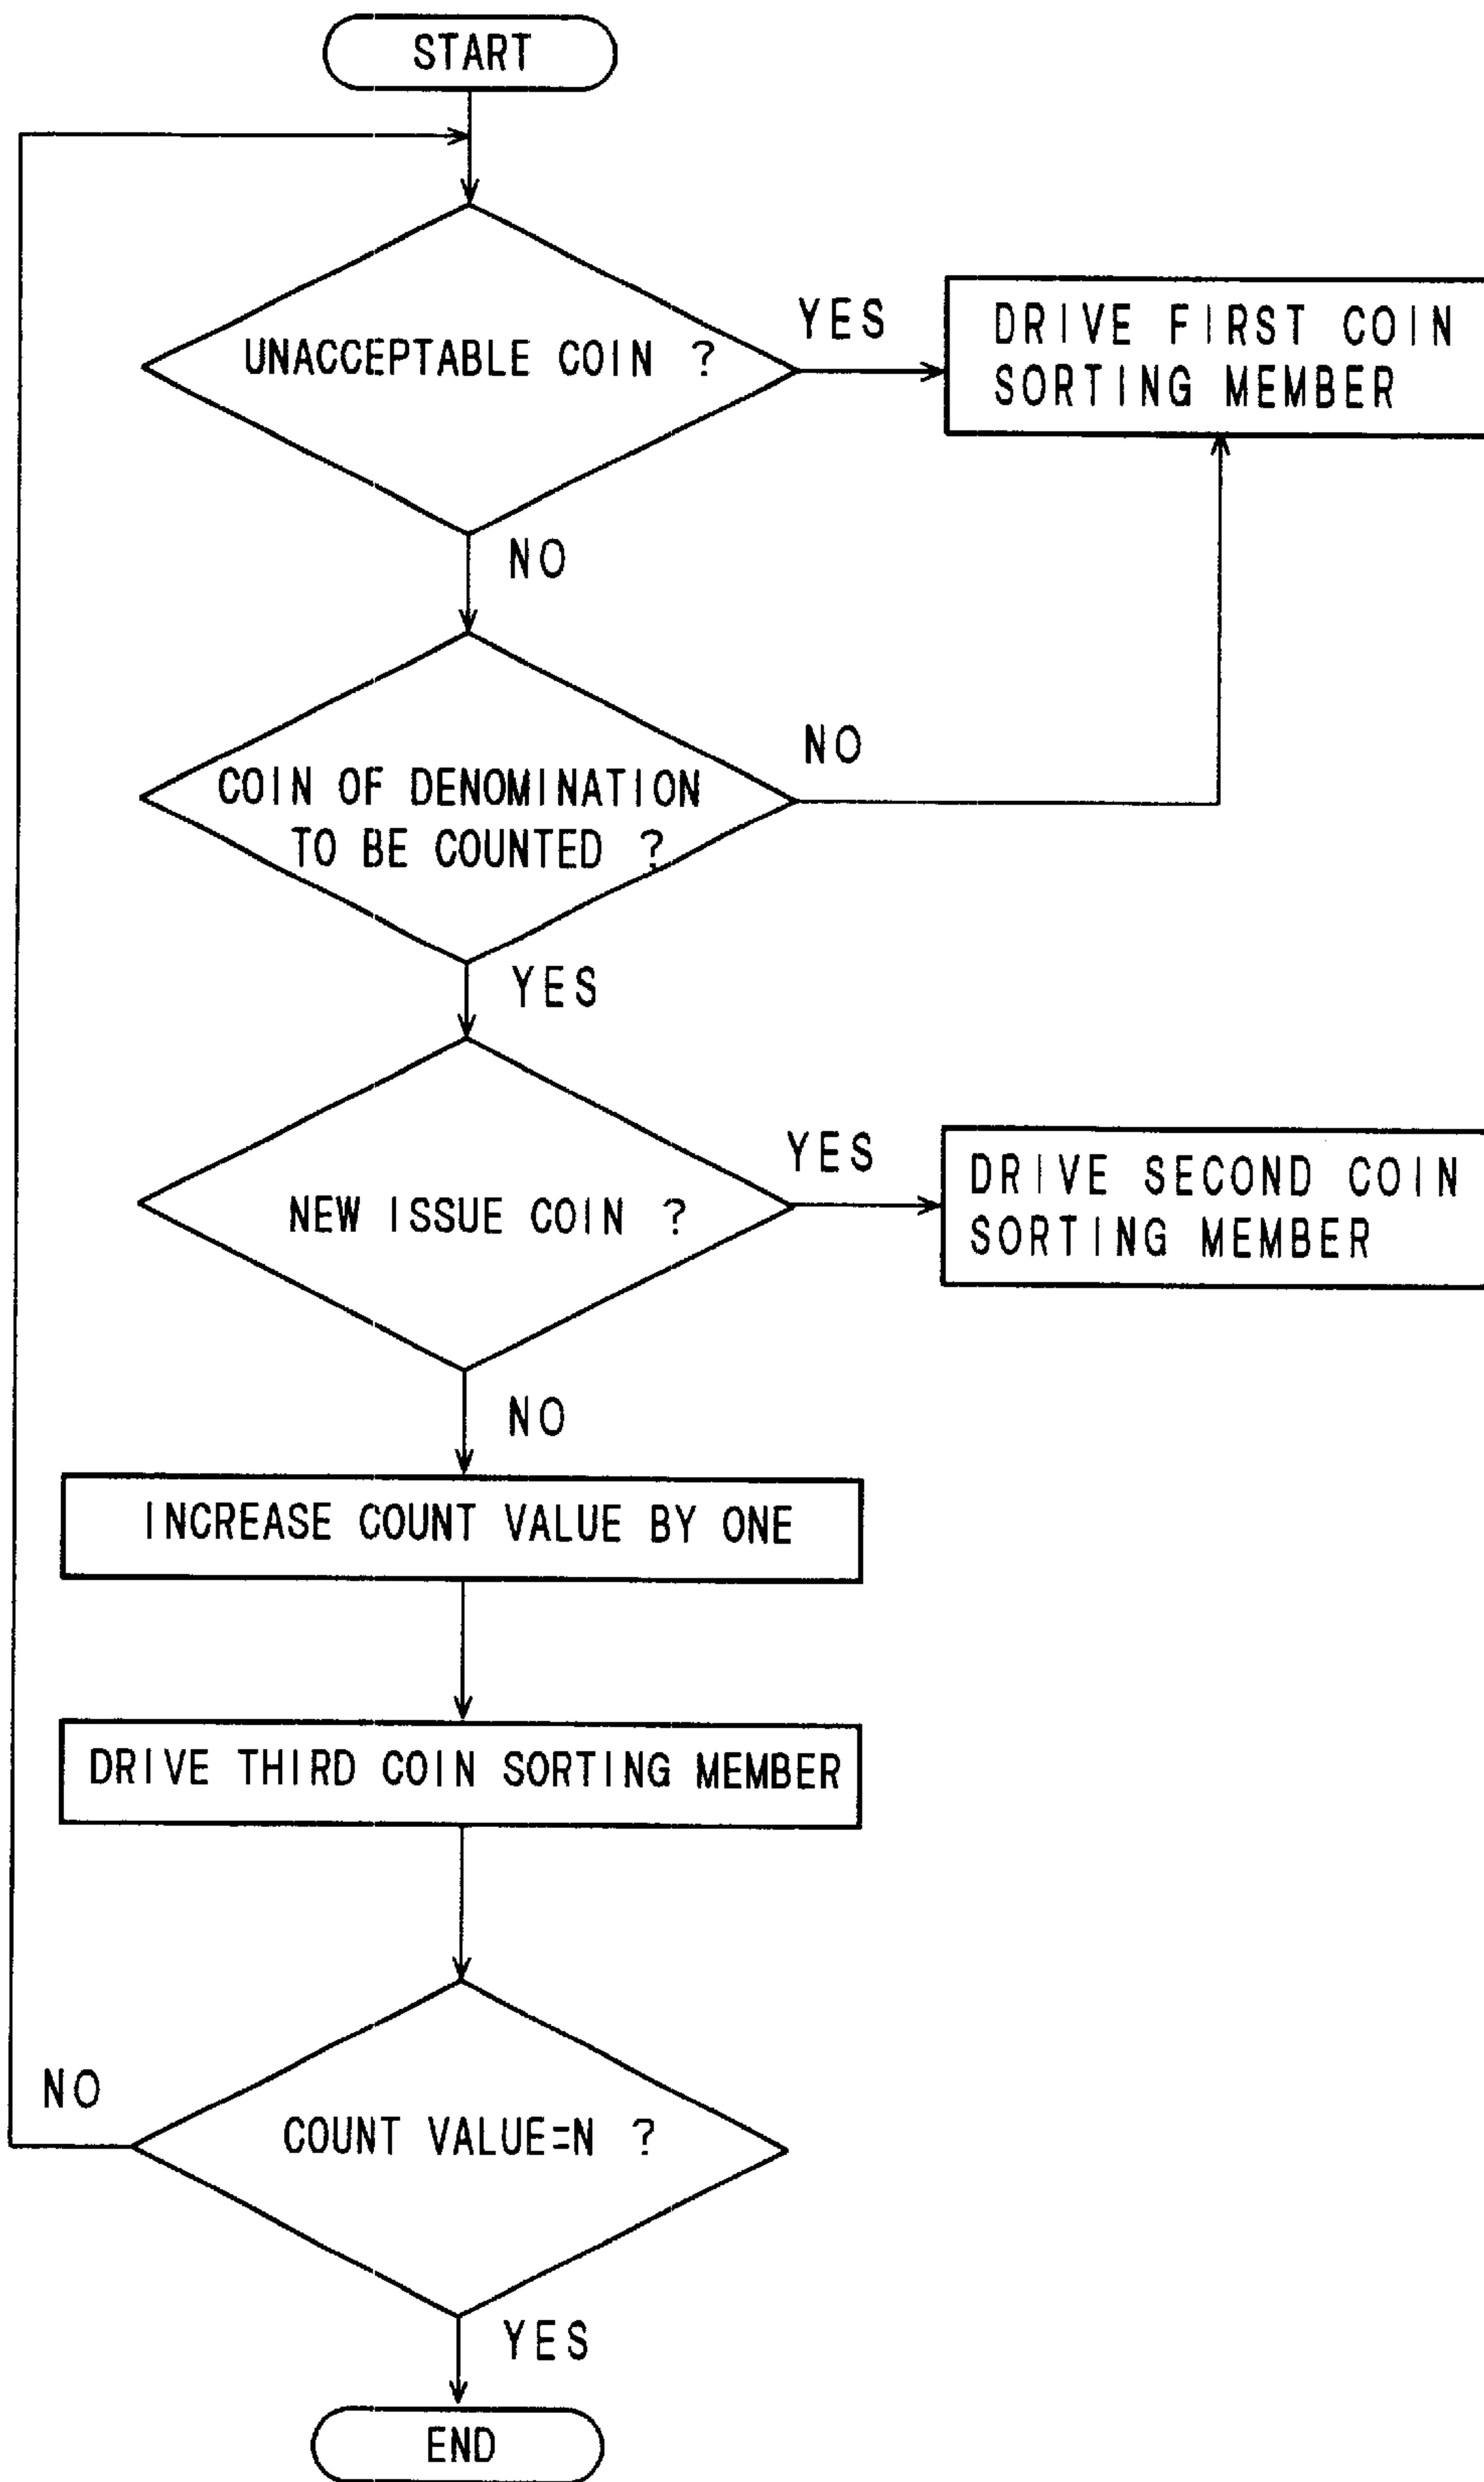 START
UNACCEPTABLE COIN ?
YES
DRIVE FIRST COIN
SORTING MEMBER
NO
COIN OF DENOMINATION
TO BE COUNTED ?
NO
YES
NEW ISSUE COIN ?
YES
DRIVE SECOND COIN
SORTING MEMBER
NO
INCREASE COUNT VALUE BY ONE
DRIVE THIRD COIN SORTING MEMBER
COUNT VALUE=N ?
NO
YES
END